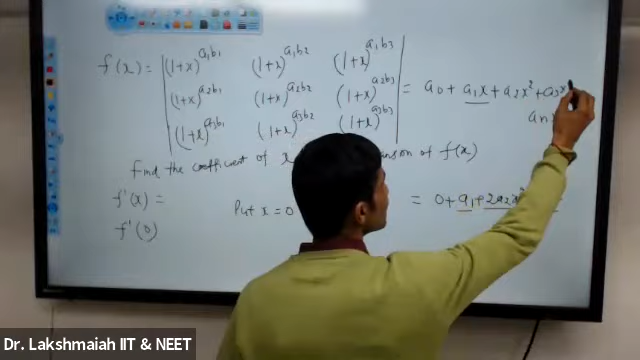 f(x) = | (1+x)^{a1b1} (1+x)^{a1b2} (1+x)^{a1b3} | = a0 + a1x + a2x² + a3x
(1+x)^{a2b1} (1+x)^{a2b2} (1+x)^{a2b3}
an
(1+x)^{a3b1} (1+x)^{a3b2} (1+x)^{a3b3}
Find the coefficient of x of f(x)
f'(x) =
Put x=0 = 0 + a1 + 2a2x
f'(0)
Dr. Lakshmaiah IIT & NEET